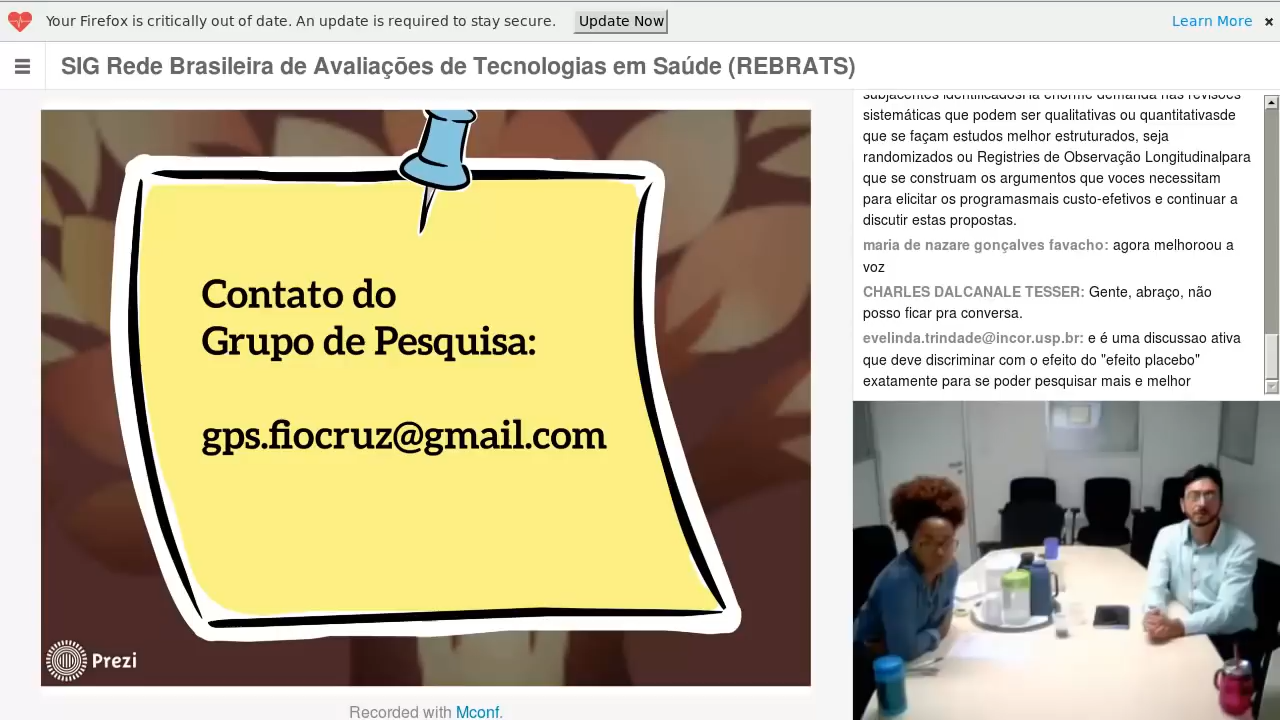 Your Firefox is critically out of date. An update is required to stay secure.
Update Now
Learn More
SIG Rede Brasileira de Avaliações de Tecnologias em Saúde (REBRATS)
Contato do
Grupo de Pesquisa:
gps.fiocruz@gmail.com
Prezi
Recorded with Mconf.
subjacentes identificados
enorme demanda nas revisões
sistemáticas que podem ser qualitativas ou quantitativasde
que se façam estudos melhor estruturados, seja
randomizados ou Registries de Observação Longitudinalpara
que se construam os argumentos que voces necessitam
para elicitar os programasmais custo-efetivos e continuar a
discutir estas propostas.
maria de nazare gonçalves favacho: agora melhoroou a
voz
CHARLES DALCANALE TESSER: Gente, abraço, não
posso ficar pra conversa.
evelinda.trindade@incor.usp.br: e é uma discussao ativa
que deve discriminar com o efeito do "efeito placebo"
exatamente para se poder pesquisar mais e melhor